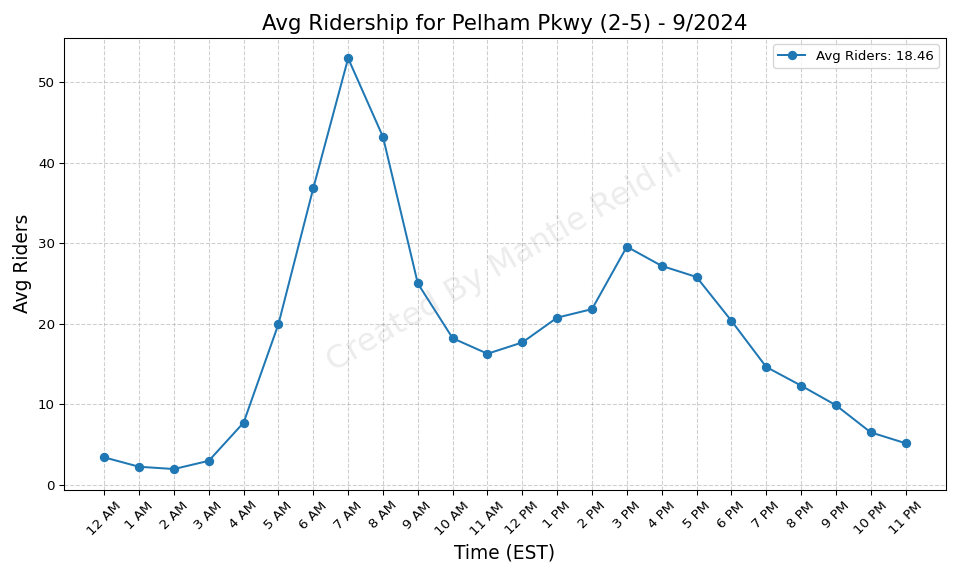 Avg Ridership for Pelham Pkwy (2-5) - 9/2024
Avg Riders: 18.46
Avg Riders
50
40
30
20
10
0
Created By Mantie Reid II
12 AM 1 AM 2 AM 3 AM 4 AM 5 AM 6 AM 7 AM 8 AM 9 AM 10 AM 11 AM 12 PM 1 PM 2 PM 3 PM 4 PM 5 PM 6 PM 7 PM 8 PM 9 PM 10 PM 11 PM
Time (EST)